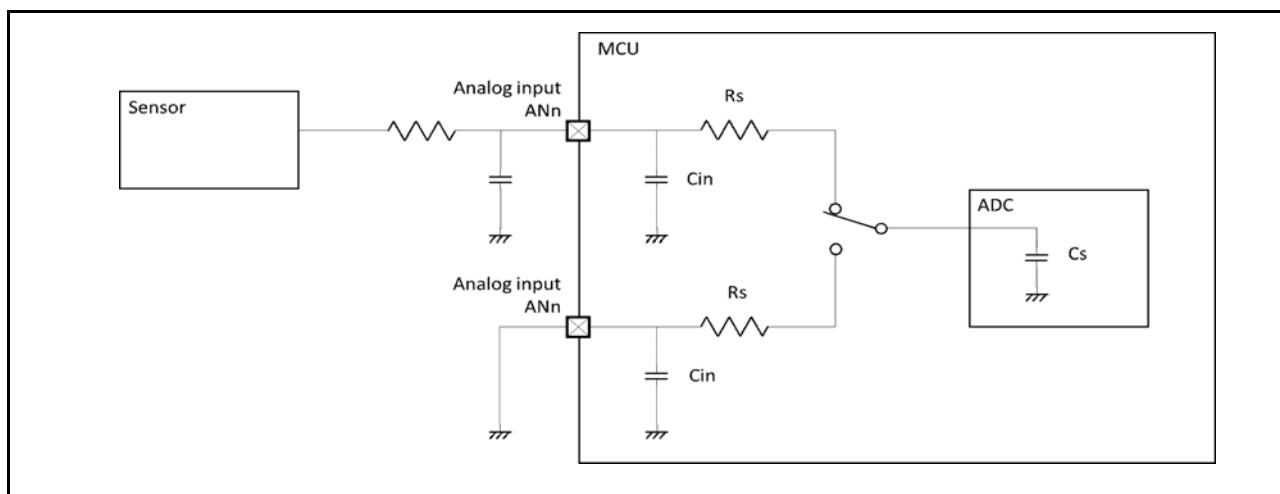 MCU
Sensor
Analog input
ANn
Rs
Cin
ADC
Cs
Analog input
ANn
Rs
Cin